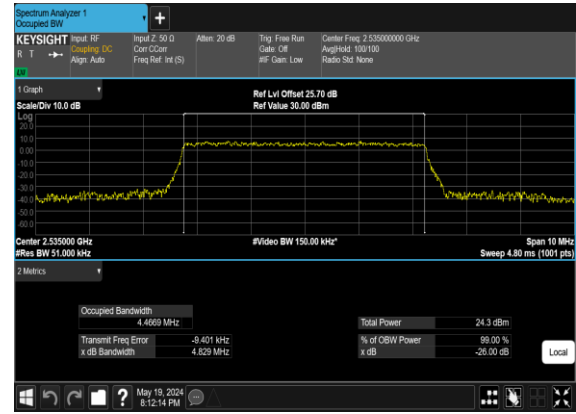 Spectrum Analyzer 1
Occupied BW
+
KEYSIGHT Input: RF Input Z: 50 Ω Atten: 20 dB Trig: Free Run Center Freq: 2.535000000 GHz
R T Coupling: DC Corr CCorr Gate: Off Avg|Hold: 100/100
Align: Auto Freq Ref: Int (S) #IF Gain: Low Radio Std: None
LXI
1 Graph
Ref Lvl Offset 25.70 dB
Scale/Div 10.0 dB Ref Value 30.00 dBm
Log
20.0
10.0
0.00
-10.0
-20.0
-30.0
-40.0
-50.0
-60.0
Center 2.535000 GHz #Video BW 150.00 kHz* Span 10 MHz
#Res BW 51.000 kHz Sweep 4.80 ms (1001 pts)
2 Metrics
Occupied Bandwidth
4.4669 MHz Total Power 24.3 dBm
Transmit Freq Error -9.401 kHz % of OBW Power 99.00 %
x dB Bandwidth 4.829 MHz x dB -26.00 dB
Local
? May 19, 2024
8:12:14 PM